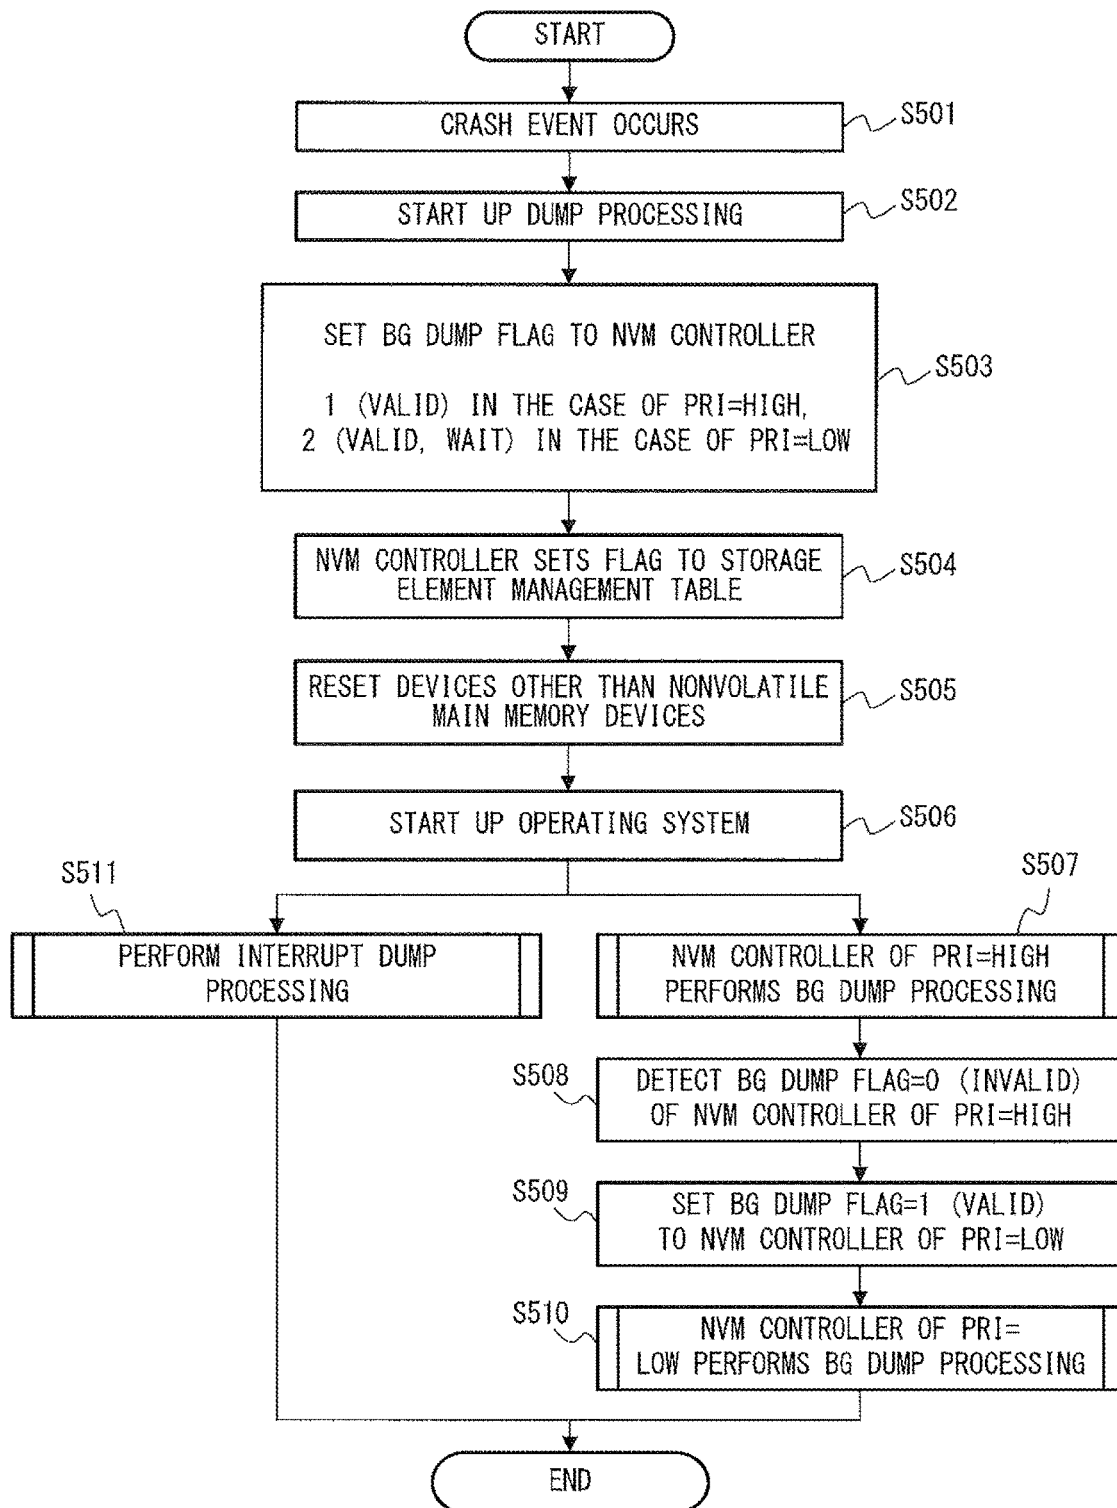 START
CRASH EVENT OCCURS
S501
START UP DUMP PROCESSING
S502
SET BG DUMP FLAG TO NVM CONTROLLER
1 (VALID) IN THE CASE OF PRI=HIGH,
2 (VALID, WAIT) IN THE CASE OF PRI=LOW
S503
NVM CONTROLLER SETS FLAG TO STORAGE
ELEMENT MANAGEMENT TABLE
S504
RESET DEVICES OTHER THAN NONVOLATILE
MAIN MEMORY DEVICES
S505
START UP OPERATING SYSTEM
S506
S511
PERFORM INTERRUPT DUMP
PROCESSING
S507
NVM CONTROLLER OF PRI=HIGH
PERFORMS BG DUMP PROCESSING
S508
DETECT BG DUMP FLAG=0 (INVALID)
OF NVM CONTROLLER OF PRI=HIGH
S509
SET BG DUMP FLAG=1 (VALID)
TO NVM CONTROLLER OF PRI=LOW
S510
NVM CONTROLLER OF PRI=
LOW PERFORMS BG DUMP PROCESSING
END